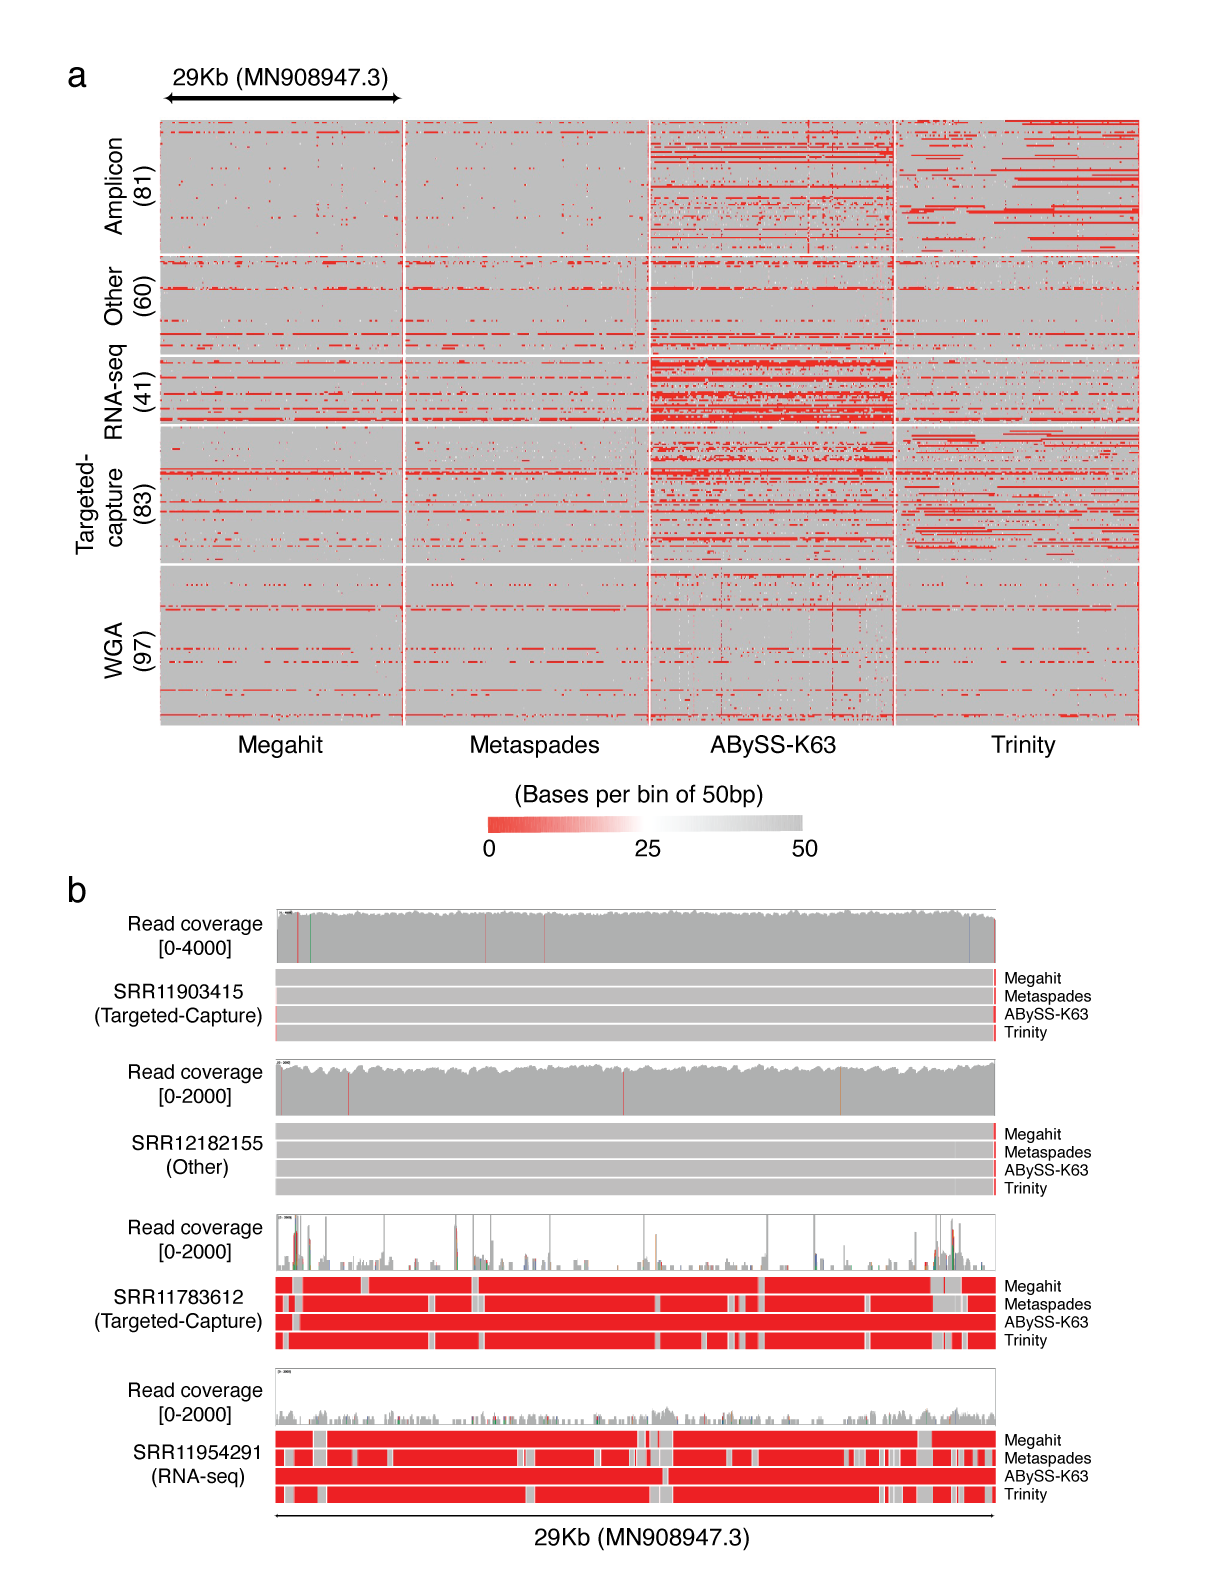 a
29Kb (MN908947.3)
Amplicon
(81)
Other
(60)
RNA-seq
(41)
Targeted-
capture
(83)
WGA
(97)
Megahit
Metaspades
ABySS-K63
Trinity
(Bases per bin of 50bp)
0
25
50
b
Read coverage
[0-4000]
SRR11903415
(Targeted-Capture)
Megahit
Metaspades
ABySS-K63
Trinity
Read coverage
[0-2000]
SRR12182155
(Other)
Megahit
Metaspades
ABySS-K63
Trinity
Read coverage
[0-2000]
SRR11783612
(Targeted-Capture)
Megahit
Metaspades
ABySS-K63
Trinity
Read coverage
[0-2000]
SRR11954291
(RNA-seq)
Megahit
Metaspades
ABySS-K63
Trinity
29Kb (MN908947.3)